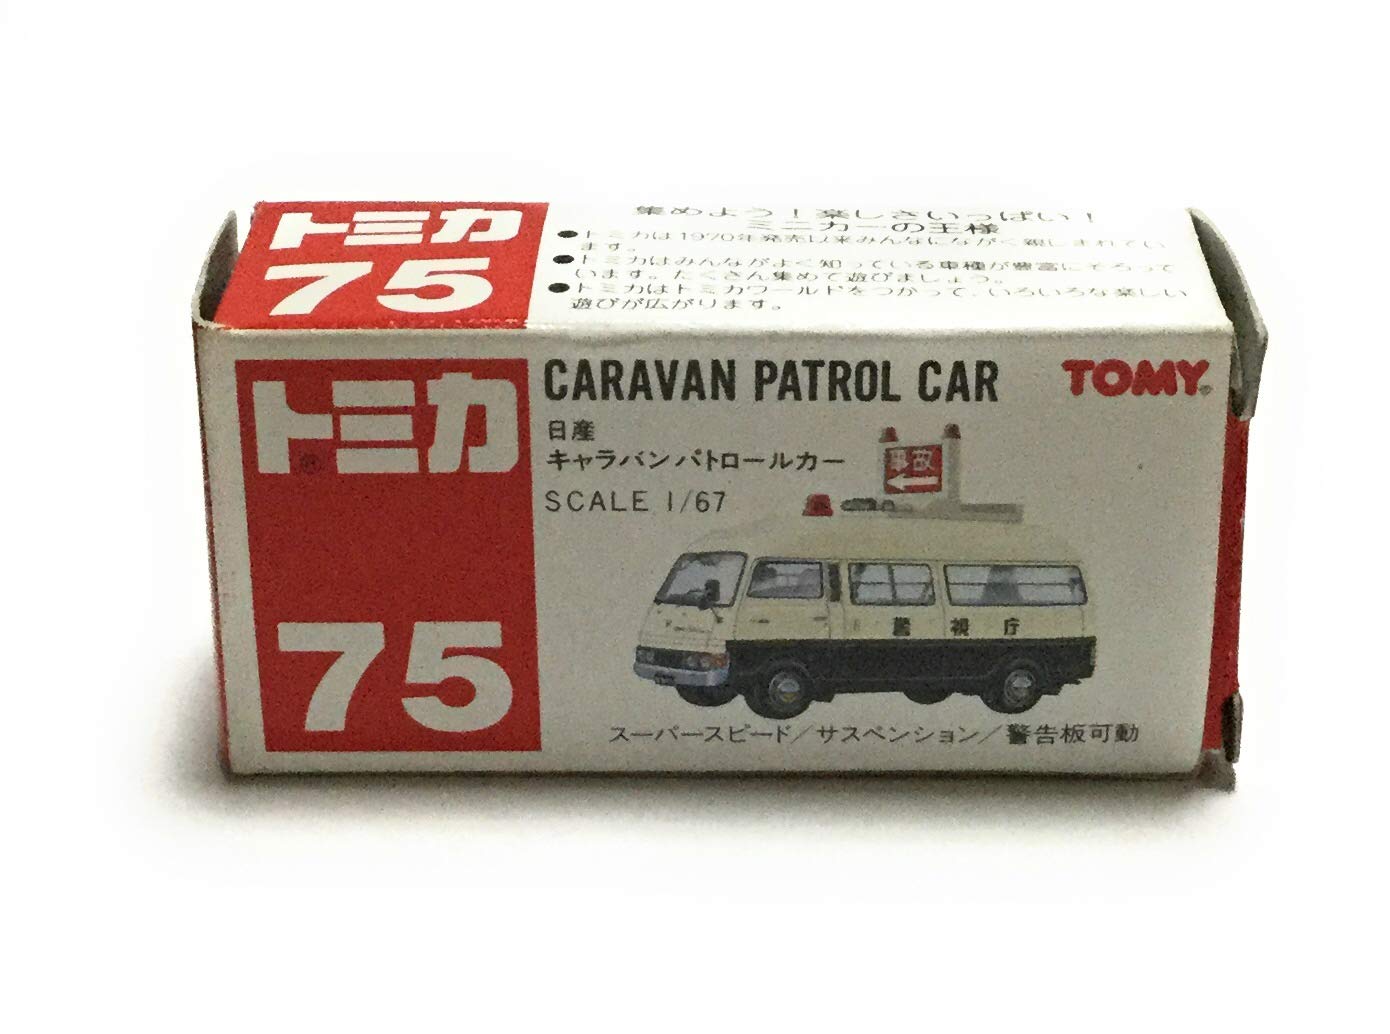 トミカ
75
集めよう!楽しさいっぱい!
ミニカーの王様
●トミカは1970年発売以来みんなにながく親しまれてい
ます。
●トミカはみんながよく知っている車種が豊富にそろって
います。たくさん集めて遊びましょう。
●トミカはトミカワールドをつかって、いろいろな楽しい
遊びが広がります。
トミカ
75
CARAVAN PATROL CAR
TOMY
日産
キャラバンパトロールカー
SCALE 1/67
事故
警視庁
スーパースピード/サスペンション/警告板可動